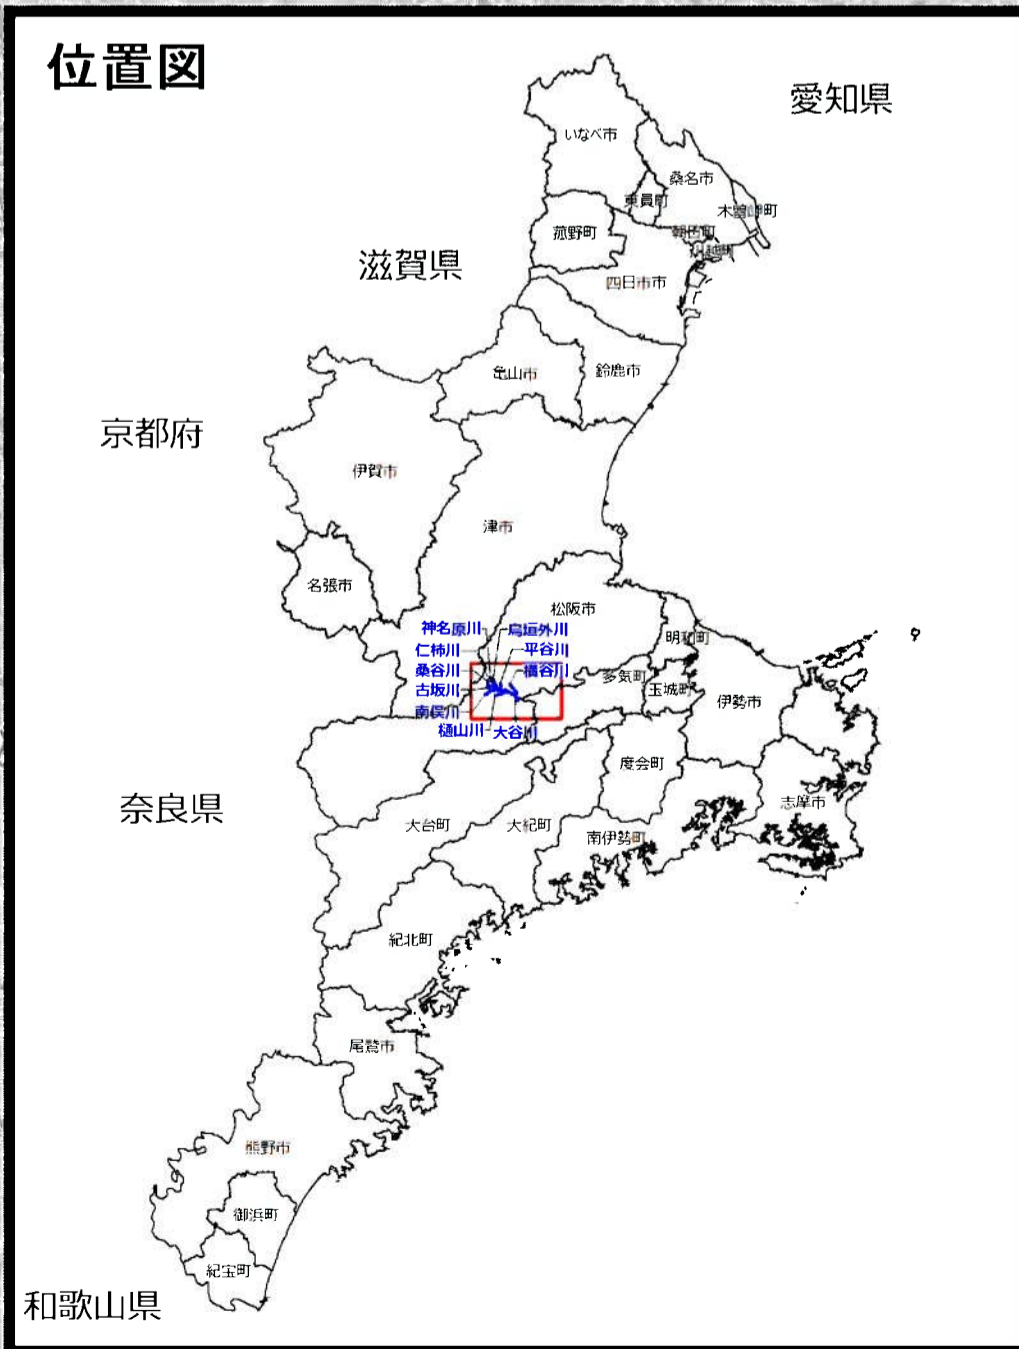 位置図
愛知県
いなべ市
桑名市
東員町
木曽岬町
菰野町
朝日町
川越町
滋賀県
四日市市
亀山市
鈴鹿市
京都府
伊賀市
津市
名張市
松阪市
神名原川
烏垣外川
明和町
仁柿川
平谷川
桑谷川
横谷川
多気町
古坂川
玉城町
伊勢市
南俣川
樋山川
大谷川
度会町
奈良県
志摩市
大台町
大紀町
南伊勢町
紀北町
尾鷲市
熊野市
御浜町
紀宝町
和歌山県